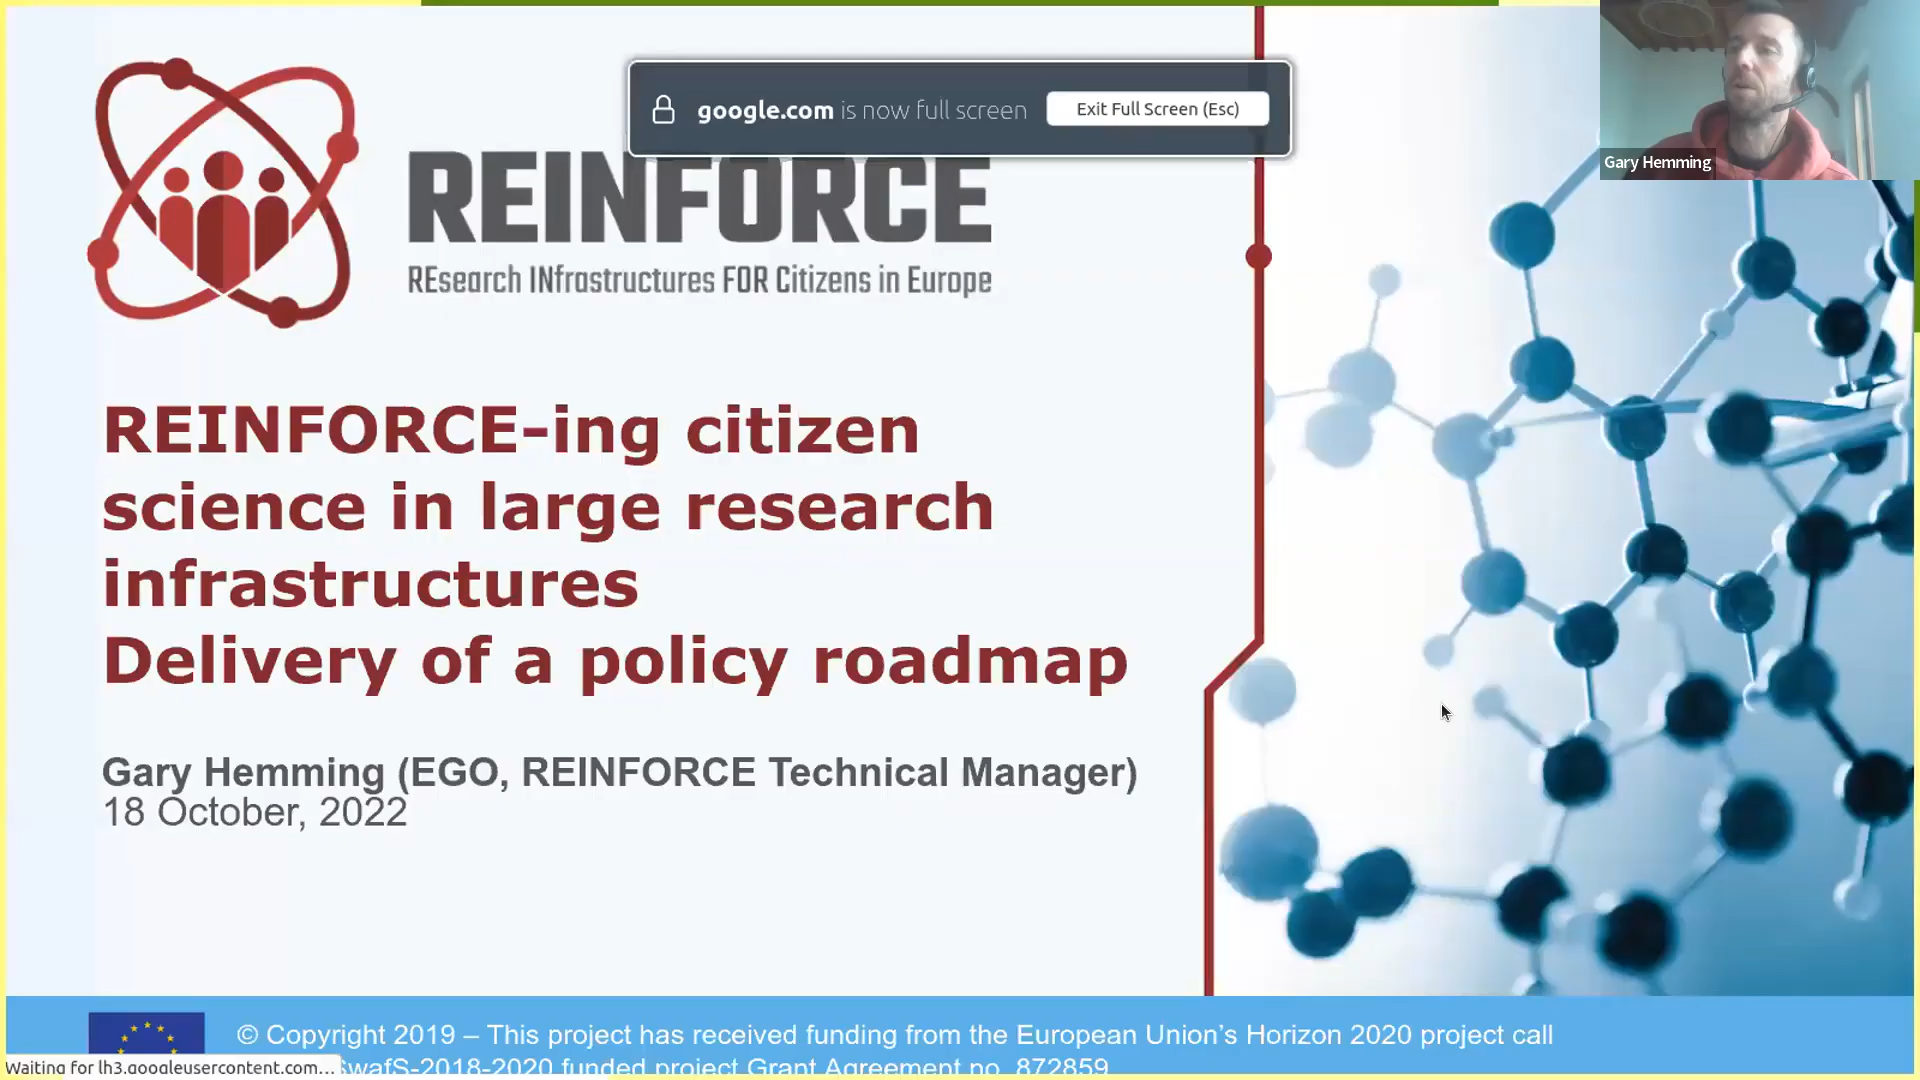 google.com is now full screen
Exit Full Screen (Esc)
Gary Hemming
REINFORCE
REsearch INfrastructures FOR Citizens in Europe
REINFORCE-ing citizen
science in large research
infrastructures
Delivery of a policy roadmap
Gary Hemming (EGO, REINFORCE Technical Manager)
18 October, 2022
© Copyright 2019 – This project has received funding from the European Union’s Horizon 2020 project call
SwafS-2018-2020 funded project Grant Agreement no. 872859
Waiting for lh3.googleusercontent.com…